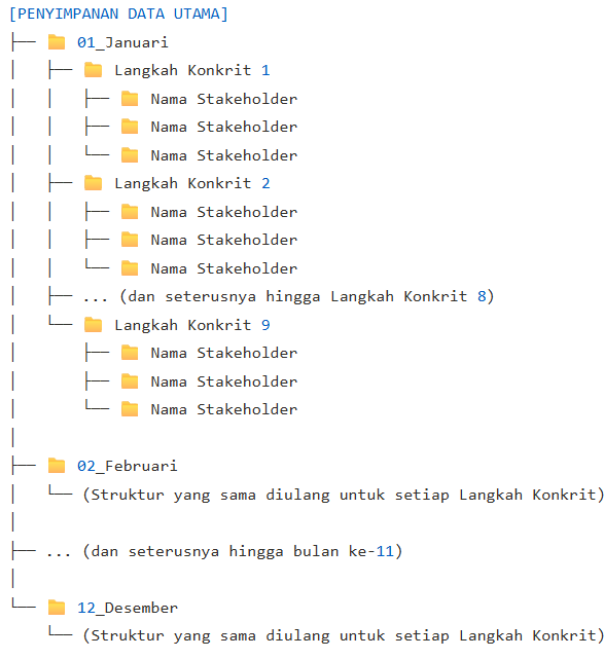 [PENYIMPANAN DATA UTAMA]
├── 📁 01_Januari
│   ├── 📁 Langkah Konkrit 1
│   │   ├── 📁 Nama Stakeholder
│   │   ├── 📁 Nama Stakeholder
│   │   └── 📁 Nama Stakeholder
│   ├── 📁 Langkah Konkrit 2
│   │   ├── 📁 Nama Stakeholder
│   │   ├── 📁 Nama Stakeholder
│   │   └── 📁 Nama Stakeholder
│   ├── ... (dan seterusnya hingga Langkah Konkrit 8)
│   └── 📁 Langkah Konkrit 9
│       ├── 📁 Nama Stakeholder
│       ├── 📁 Nama Stakeholder
│       └── 📁 Nama Stakeholder
│
├── 📁 02_Februari
│   └── (Struktur yang sama diulang untuk setiap Langkah Konkrit)
│
├── ... (dan seterusnya hingga bulan ke-11)
│
└── 📁 12_Desember
    └── (Struktur yang sama diulang untuk setiap Langkah Konkrit)